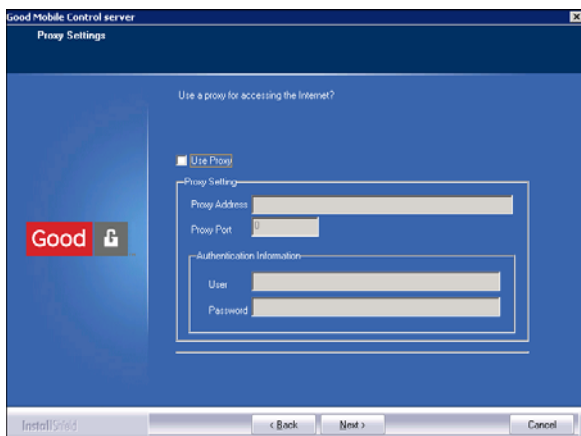 Good Mobile Control server
Proxy Settings
Use a proxy for accessing the Internet?
Use Proxy
Proxy Setting
Proxy Address
Proxy Port
0
Authentication Information
User
Password
Good
InstallShield
< Back
Next >
Cancel